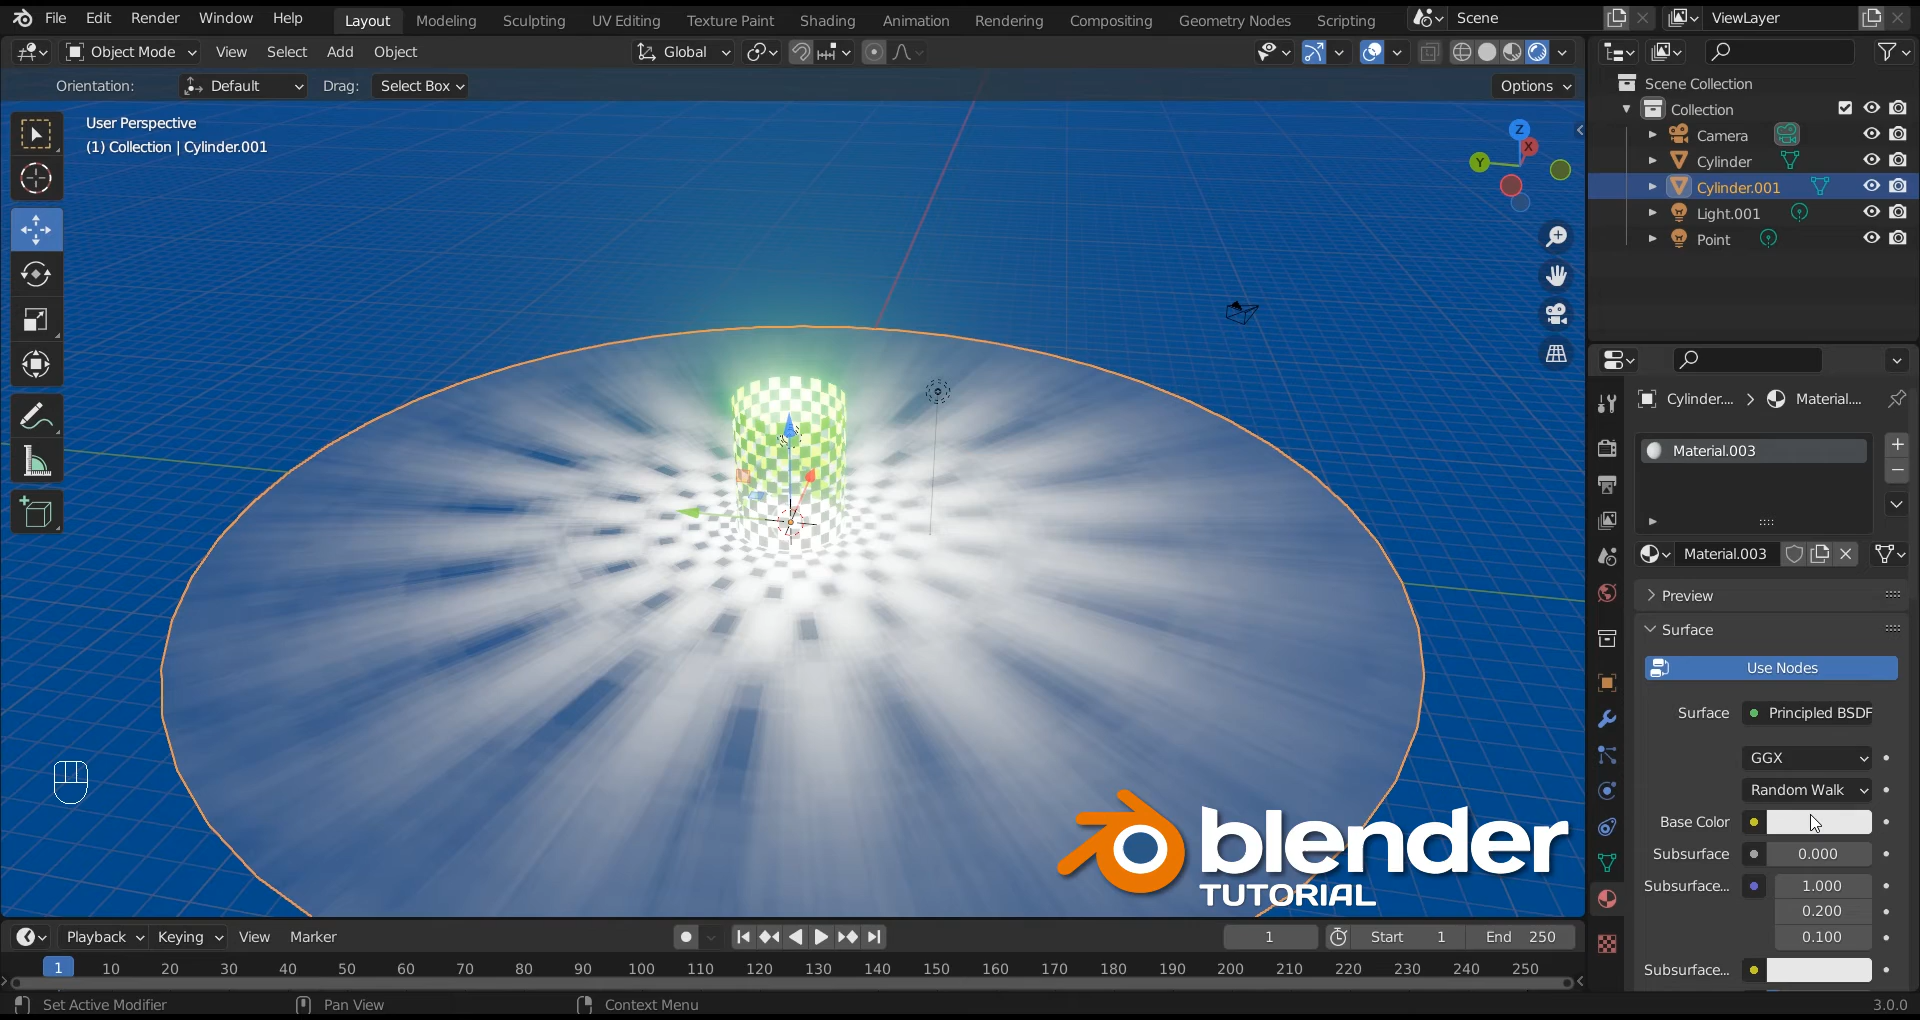 File Edit Render Window Help Layout Modeling Sculpting UV Editing Texture Paint Shading Animation Rendering Compositing Geometry Nodes Scripting Scene ViewLayer
Object Mode View Select Add Object Global
Orientation: Default Drag: Select Box Options
User Perspective
(1) Collection | Cylinder.001
Z
X
Y
Scene Collection
Collection
Camera
Cylinder
Cylinder.001
Light.001
Point
Cylinder.... Material....
Material.003
Material.003
Preview
Surface
Use Nodes
Surface Principled BSDF
GGX
Random Walk
Base Color
Subsurface 0.000
Subsurface... 1.000
0.200
0.100
Subsurface...
blender
TUTORIAL
Playback Keying View Marker 1 Start 1 End 250
1 10 20 30 40 50 60 70 80 90 100 110 120 130 140 150 160 170 180 190 200 210 220 230 240 250
Set Active Modifier Pan View Context Menu 3.0.0